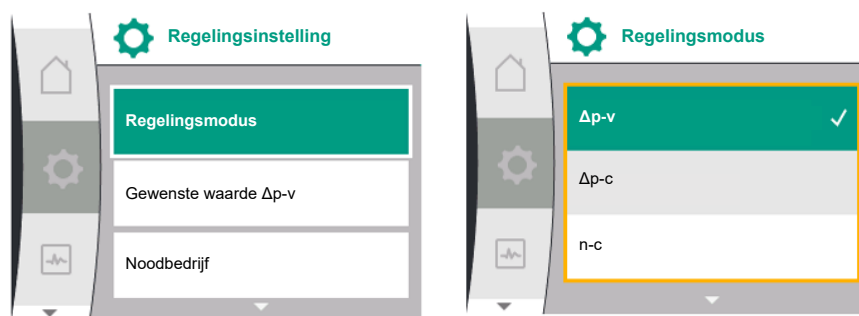 Regelingsinstelling
Regelingsmodus
Gewenste waarde Δp-v
Noodbedrijf
Regelingsmodus
Δp-v
Δp-c
n-c